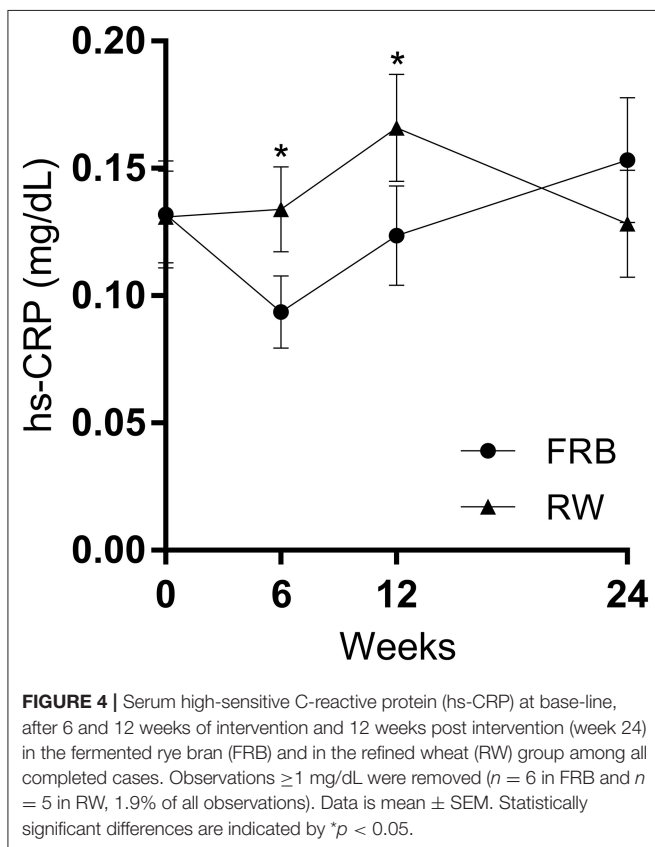 0.20
*
*
0.15
0.10
0.05
0.00
hs-CRP (mg/dL)
FRB
RW
0
6
12
24
Weeks
FIGURE 4 | Serum high-sensitive C-reactive protein (hs-CRP) at base-line,
after 6 and 12 weeks of intervention and 12 weeks post intervention (week 24)
in the fermented rye bran (FRB) and in the refined wheat (RW) group among all
completed cases. Observations ≥1 mg/dL were removed (n = 6 in FRB and n
= 5 in RW, 1.9% of all observations). Data is mean ± SEM. Statistically
significant differences are indicated by *p < 0.05.